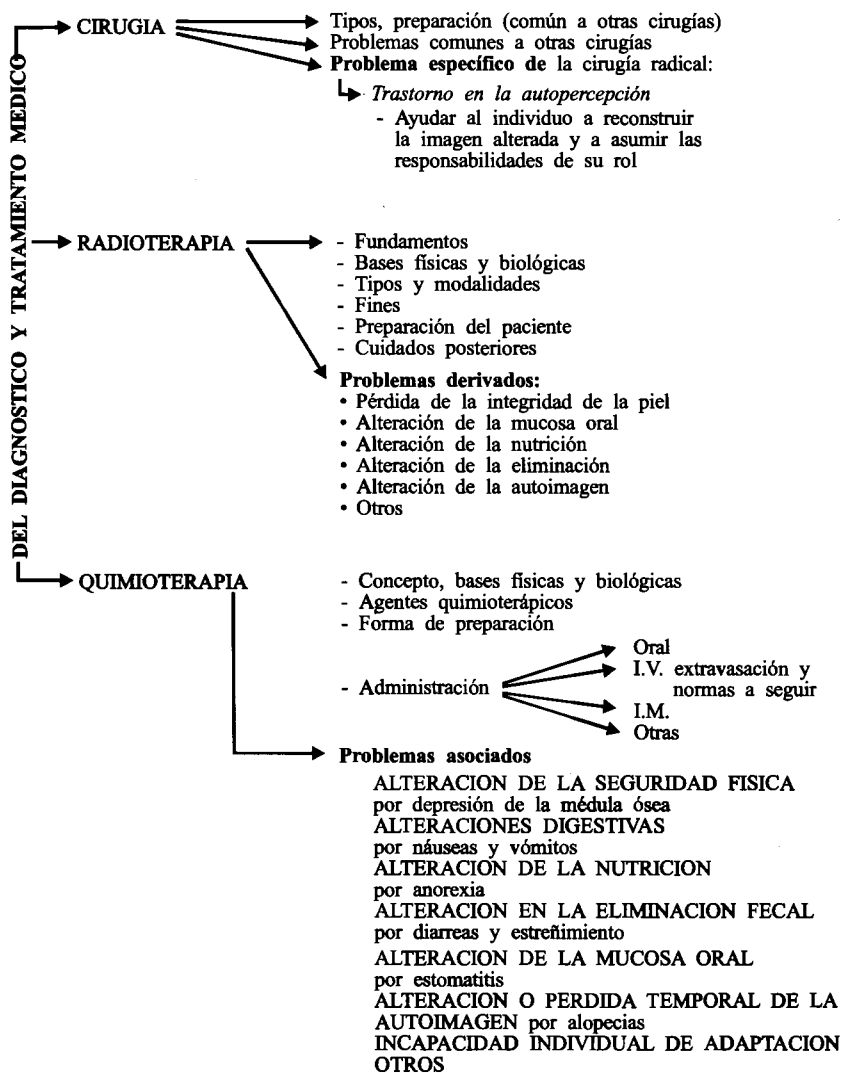 DEL DIAGNOSTICO Y TRATAMIENTO MEDICO
CIRUGIA
Tipos, preparación (común a otras cirugías)
Problemas comunes a otras cirugías
Problema específico de la cirugía radical:
Trastorno en la autopercepción
- Ayudar al individuo a reconstruir
la imagen alterada y a asumir las
responsabilidades de su rol
RADIOTERAPIA
- Fundamentos
- Bases físicas y biológicas
- Tipos y modalidades
- Fines
- Preparación del paciente
- Cuidados posteriores
Problemas derivados:
• Pérdida de la integridad de la piel
• Alteración de la mucosa oral
• Alteración de la nutrición
• Alteración de la eliminación
• Alteración de la autoimagen
• Otros
QUIMIOTERAPIA
- Concepto, bases físicas y biológicas
- Agentes quimioterápicos
- Forma de preparación
- Administración
Oral
I.V. extravasación y
normas a seguir
I.M.
Otras
Problemas asociados
ALTERACION DE LA SEGURIDAD FISICA
por depresión de la médula ósea
ALTERACIONES DIGESTIVAS
por náuseas y vómitos
ALTERACION DE LA NUTRICION
por anorexia
ALTERACION EN LA ELIMINACION FECAL
por diarreas y estreñimiento
ALTERACION DE LA MUCOSA ORAL
por estomatitis
ALTERACION O PERDIDA TEMPORAL DE LA
AUTOIMAGEN por alopecias
INCAPACIDAD INDIVIDUAL DE ADAPTACION
OTROS